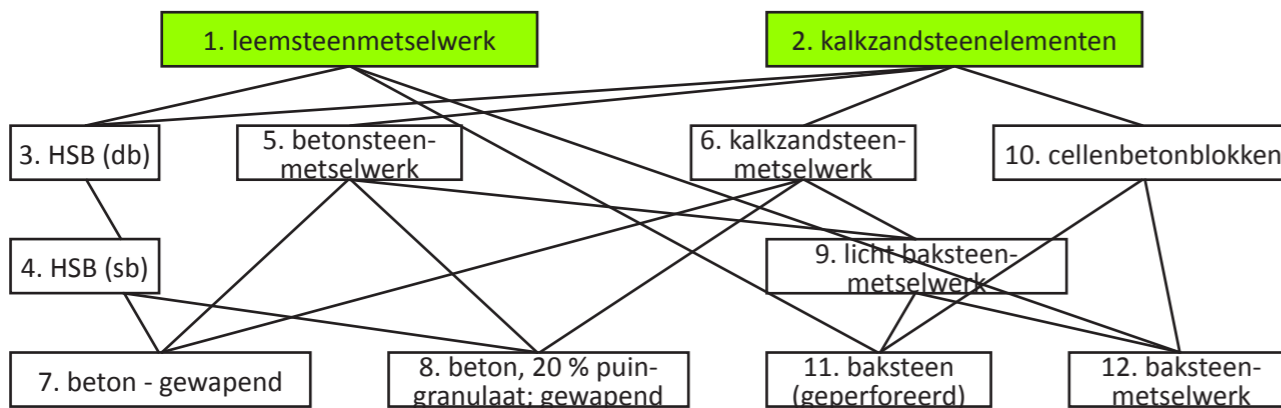 1. leemsteenmetselwerk
2. kalkzandsteenelementen
3. HSB (db)
5. betonsteen-
metselwerk
6. kalkzandsteen-
metselwerk
10. cellenbetonblokken
4. HSB (sb)
9. licht baksteen-
metselwerk
7. beton - gewapend
8. beton, 20 % puin-
granulaat; gewapend
11. baksteen
(geperforeerd)
12. baksteen-
metselwerk